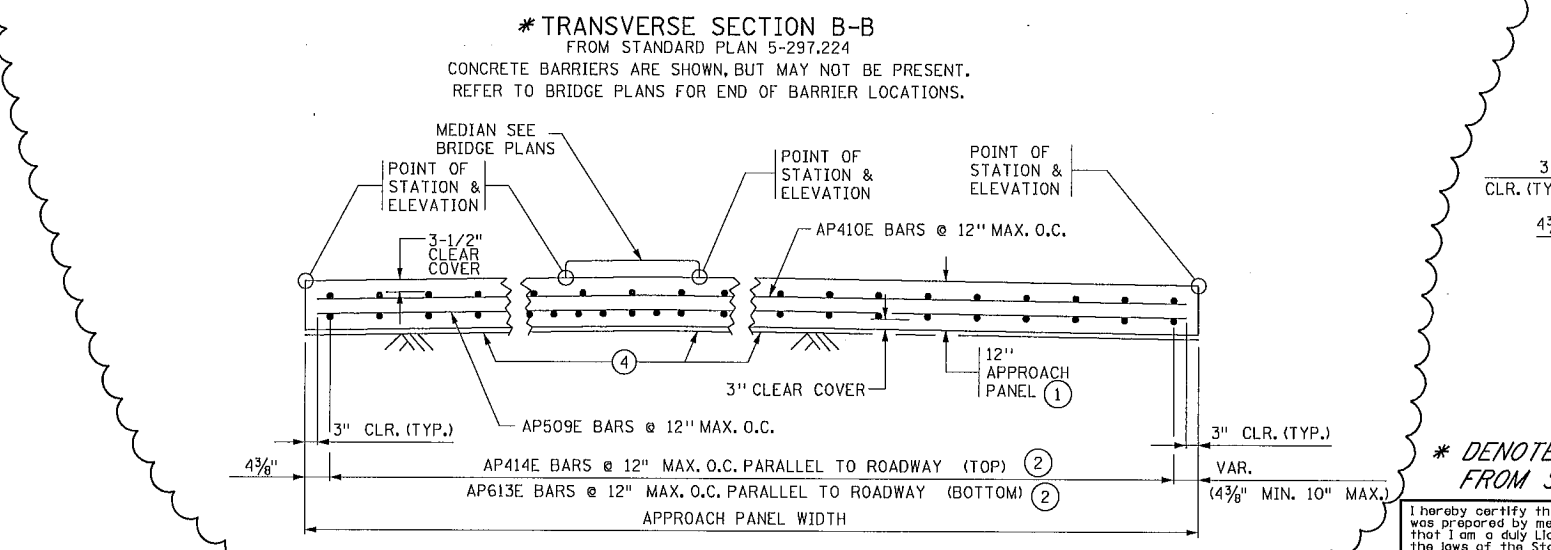 * TRANSVERSE SECTION B-B
FROM STANDARD PLAN 5-297.224
CONCRETE BARRIERS ARE SHOWN, BUT MAY NOT BE PRESENT.
REFER TO BRIDGE PLANS FOR END OF BARRIER LOCATIONS.
MEDIAN SEE
BRIDGE PLANS
POINT OF
STATION &
ELEVATION
POINT OF
STATION &
ELEVATION
POINT OF
STATION &
ELEVATION
3-1/2"
CLEAR
COVER
AP410E BARS @ 12" MAX. O.C.
4
3" CLEAR COVER
12"
APPROACH
PANEL 1
3" CLR. (TYP.)
AP509E BARS @ 12" MAX. O.C.
3" CLR. (TYP.)
4⅜"
AP414E BARS @ 12" MAX. O.C. PARALLEL TO ROADWAY (TOP) 2
AP613E BARS @ 12" MAX. O.C. PARALLEL TO ROADWAY (BOTTOM) 2
VAR.
(4⅜" MIN. 10" MAX.)
APPROACH PANEL WIDTH
3
CLR. (TY
* DENOTE
FROM S
I hereby certify th
was prepared by me
that I am a duly Lic
the laws of the Sta